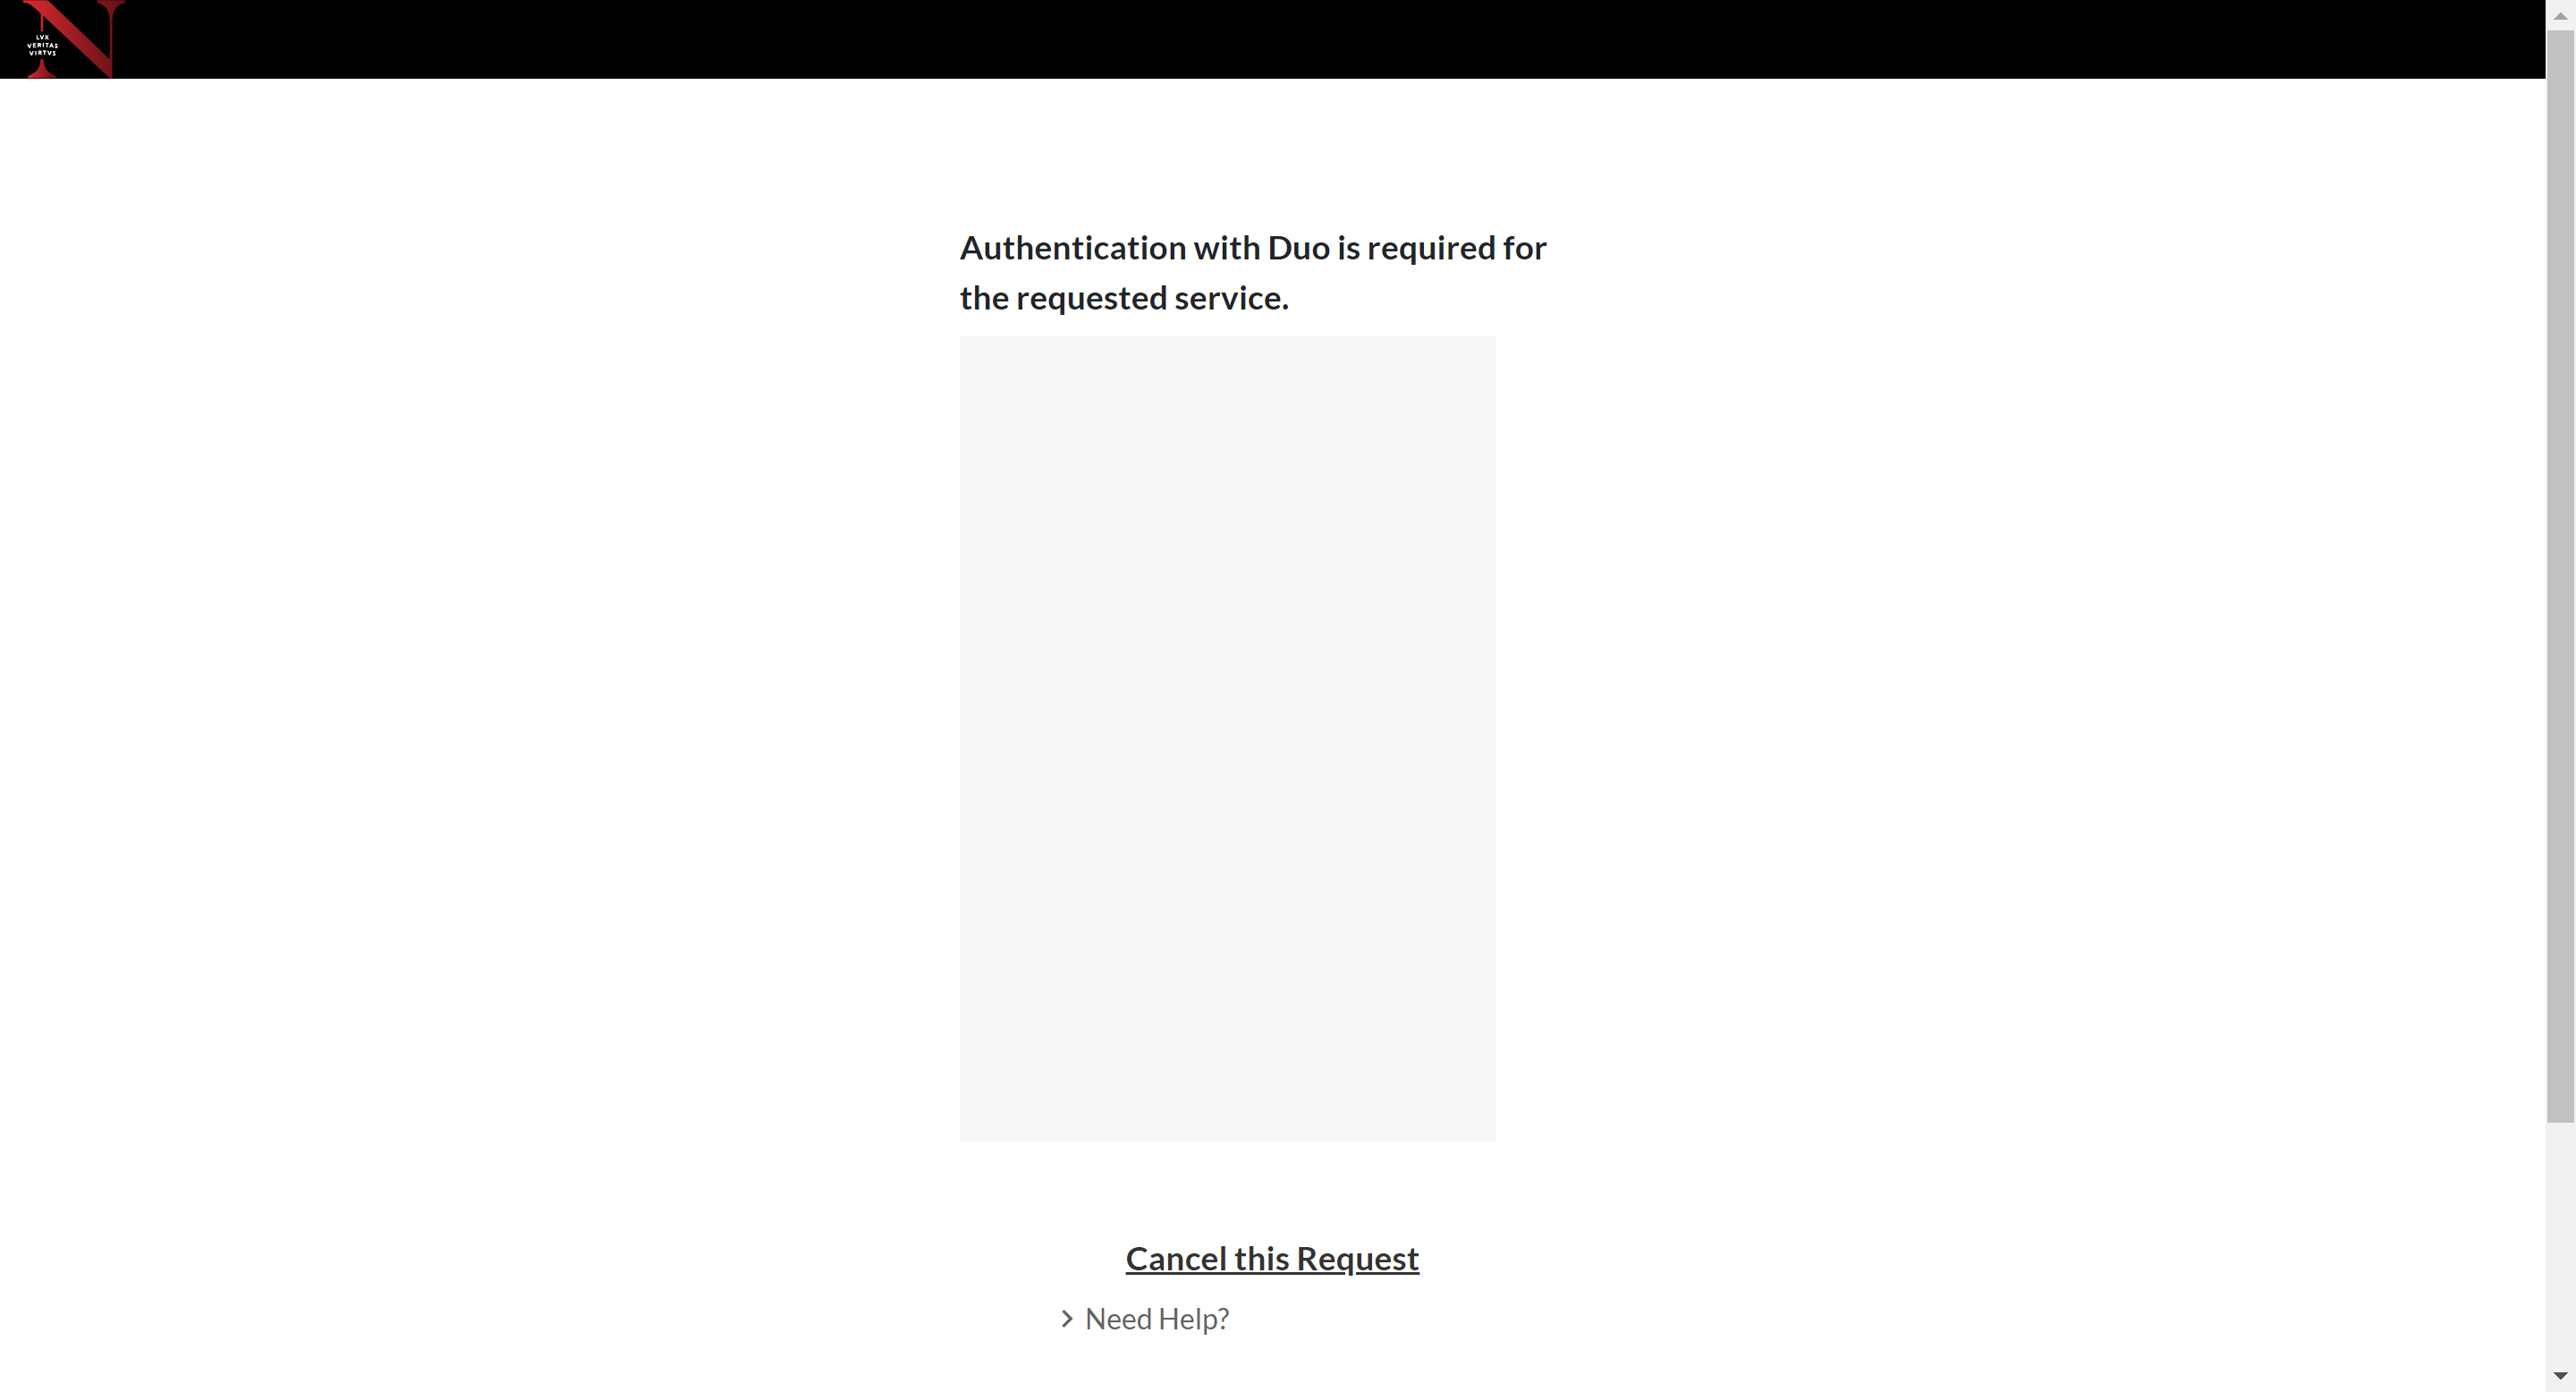 LVX
VERITAS
VIRTVS
Authentication with Duo is required for
the requested service.
Cancel this Request
Need Help?